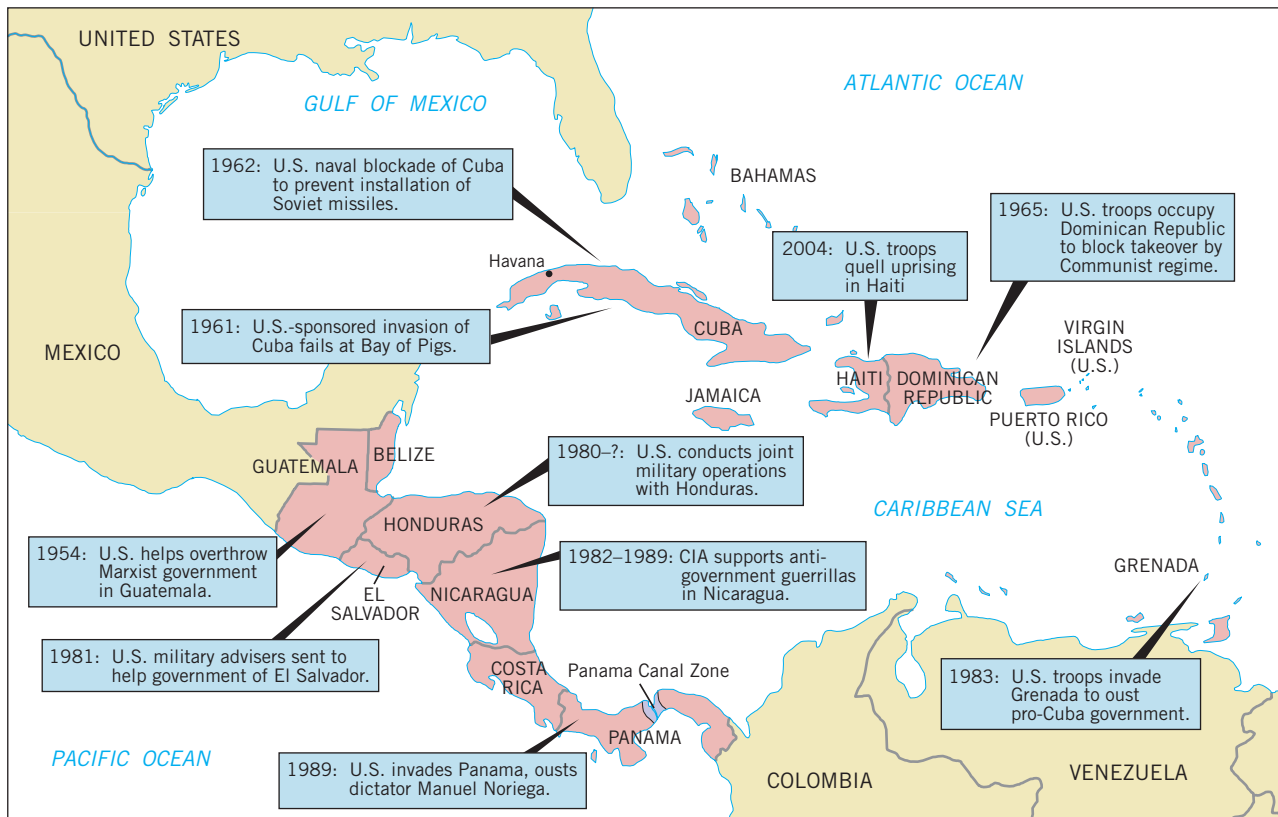 UNITED STATES
ATLANTIC OCEAN
GULF OF MEXICO
1962: U.S. naval blockade of Cuba
to prevent installation of
Soviet missiles.
BAHAMAS
1965: U.S. troops occupy
Dominican Republic
to block takeover by
Communist regime.
2004: U.S. troops
quell uprising
in Haiti
Havana
1961: U.S.-sponsored invasion of
Cuba fails at Bay of Pigs.
CUBA
MEXICO
VIRGIN
ISLANDS
(U.S.)
HAITI
DOMINICAN
REPUBLIC
JAMAICA
PUERTO RICO
(U.S.)
BELIZE
GUATEMALA
1980–?: U.S. conducts joint
military operations
with Honduras.
CARIBBEAN SEA
HONDURAS
1954: U.S. helps overthrow
Marxist government
in Guatemala.
1982–1989: CIA supports anti-
government guerrillas
in Nicaragua.
GRENADA
EL
SALVADOR
NICARAGUA
1981: U.S. military advisers sent to
help government of El Salvador.
COSTA
RICA
Panama Canal Zone
1983: U.S. troops invade
Grenada to oust
pro-Cuba government.
PANAMA
PACIFIC OCEAN
1989: U.S. invades Panama, ousts
dictator Manuel Noriega.
COLOMBIA
VENEZUELA